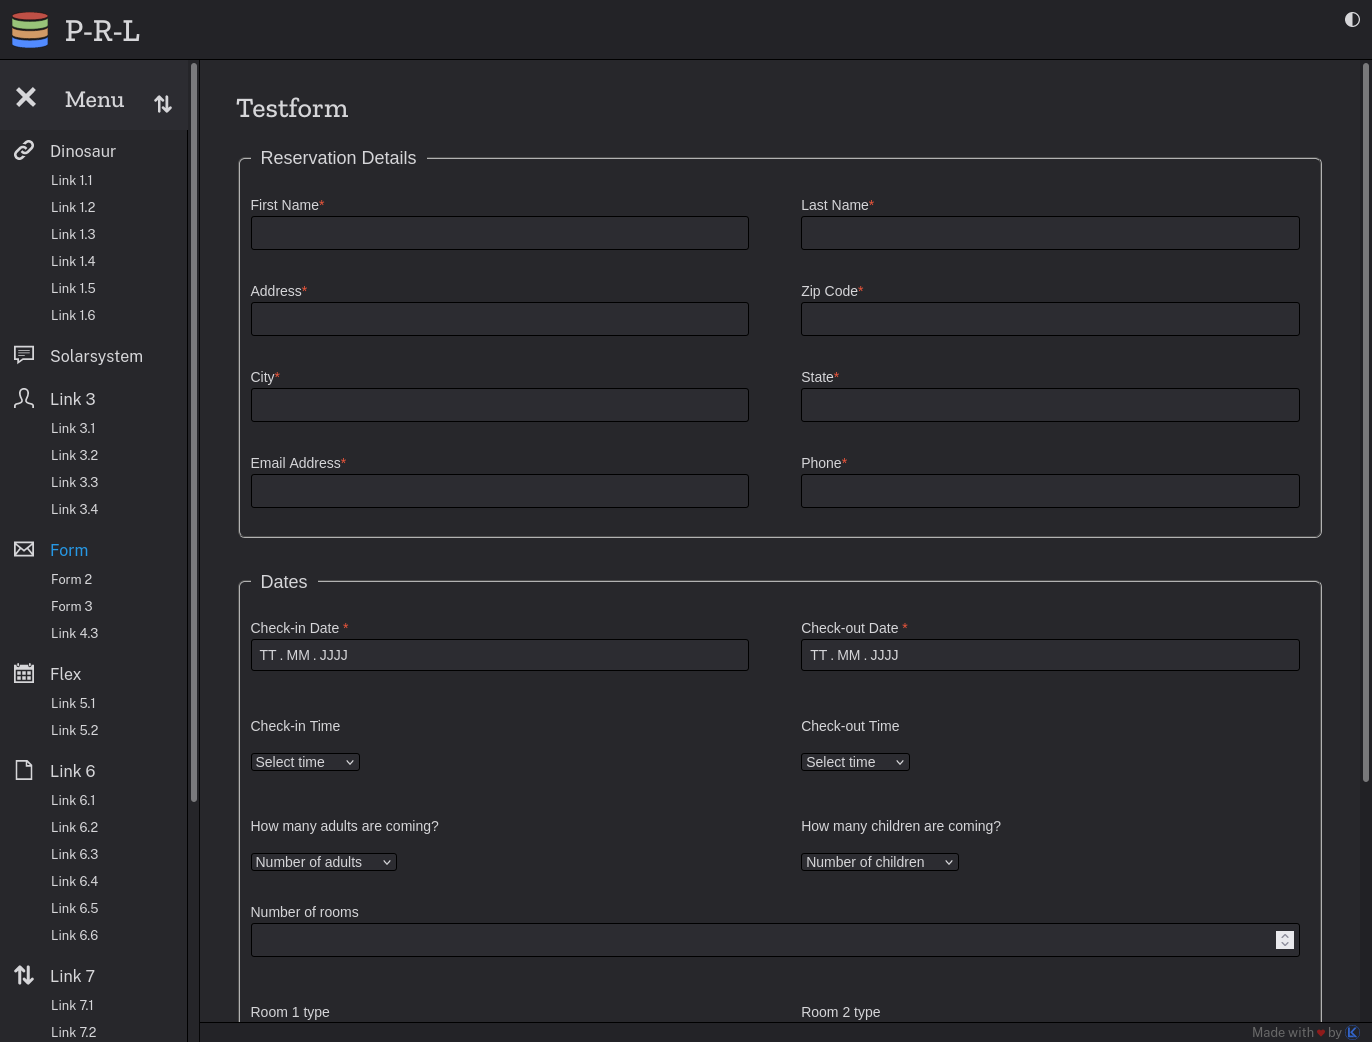 P-R-L
Menu
Dinosaur
Link 1.1
Link 1.2
Link 1.3
Link 1.4
Link 1.5
Link 1.6
Solarsystem
Link 3
Link 3.1
Link 3.2
Link 3.3
Link 3.4
Form
Form 2
Form 3
Link 4.3
Flex
Link 5.1
Link 5.2
Link 6
Link 6.1
Link 6.2
Link 6.3
Link 6.4
Link 6.5
Link 6.6
Link 7
Link 7.1
Link 7.2
Testform
Reservation Details
First Name* Last Name*
Address* Zip Code*
City* State*
Email Address* Phone*
Dates
Check-in Date * Check-out Date *
TT . MM . JJJJ TT . MM . JJJJ
Check-in Time Check-out Time
Select time Select time
How many adults are coming? How many children are coming?
Number of adults Number of children
Number of rooms
Room 1 type Room 2 type
Made with ♥ by K